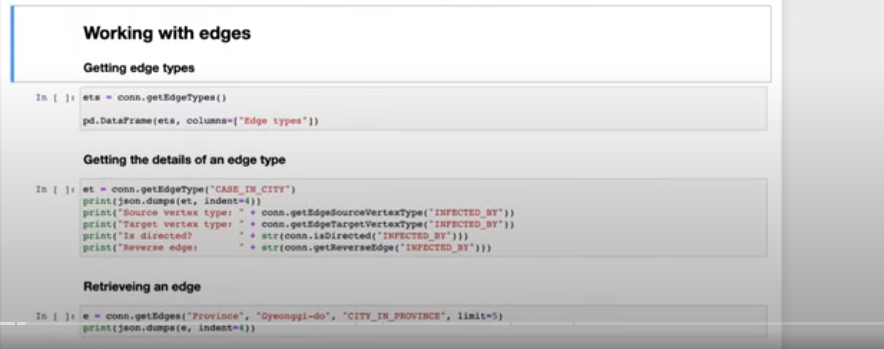 Working with edges
Getting edge types
In [ ]: ets = conn.getEdgeTypes()
pd.DataFrame(ets, columns=["Edge types"])
Getting the details of an edge type
In [ ]: et = conn.getEdgeType("CASE_IN_CITY")
print(json.dumps(et, indent=4))
print("Source vertex type: " + conn.getEdgeSourceVertexType("INFECTED_BY"))
print("Target vertex type: " + conn.getEdgeTargetVertexType("INFECTED_BY"))
print("Is directed? " + str(conn.isDirected("INFECTED_BY")))
print("Reverse edge: " + str(conn.getReverseEdge("INFECTED_BY")))
Retrieveing an edge
In [ ]: e = conn.getEdges("Province", "Gyeonggi-do", "CITY_IN_PROVINCE", limit=5)
print(json.dumps(e, indent=4))